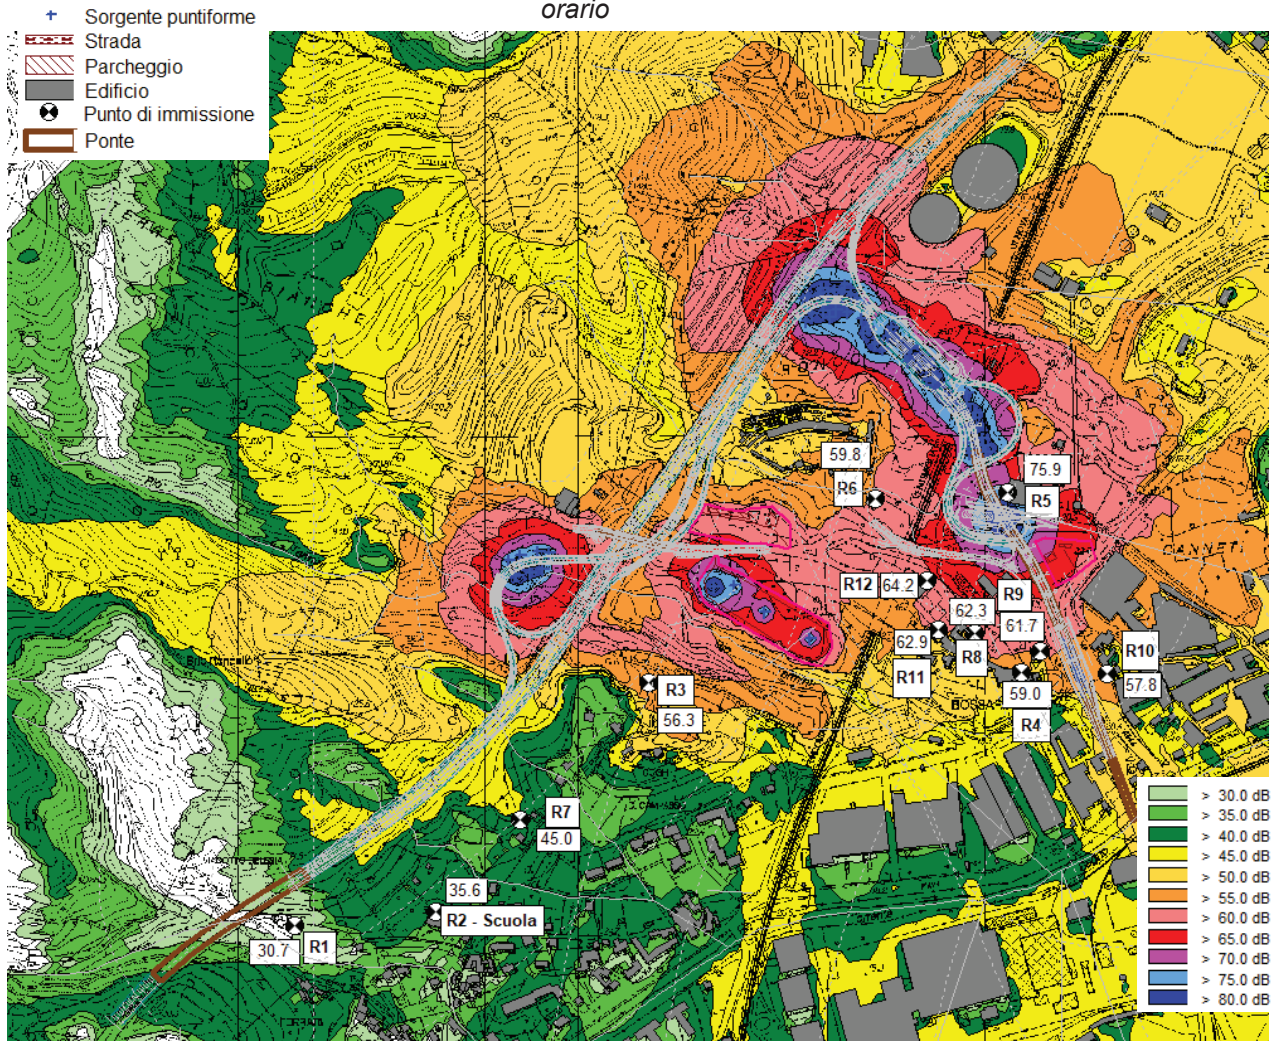 orario
Sorgente puntiforme
Strada
Parcheggio
Edificio
Punto di immissione
Ponte
59.8
R6
75.9
R5
R12 64.2
62.3
R9
61.7
62.9
R8
R11
R10
57.8
59.0
R4
R3
56.3
R7
45.0
35.6
R2 - Scuola
30.7
R1
> 30.0 dB
> 35.0 dB
> 40.0 dB
> 45.0 dB
> 50.0 dB
> 55.0 dB
> 60.0 dB
> 65.0 dB
> 70.0 dB
> 75.0 dB
> 80.0 dB